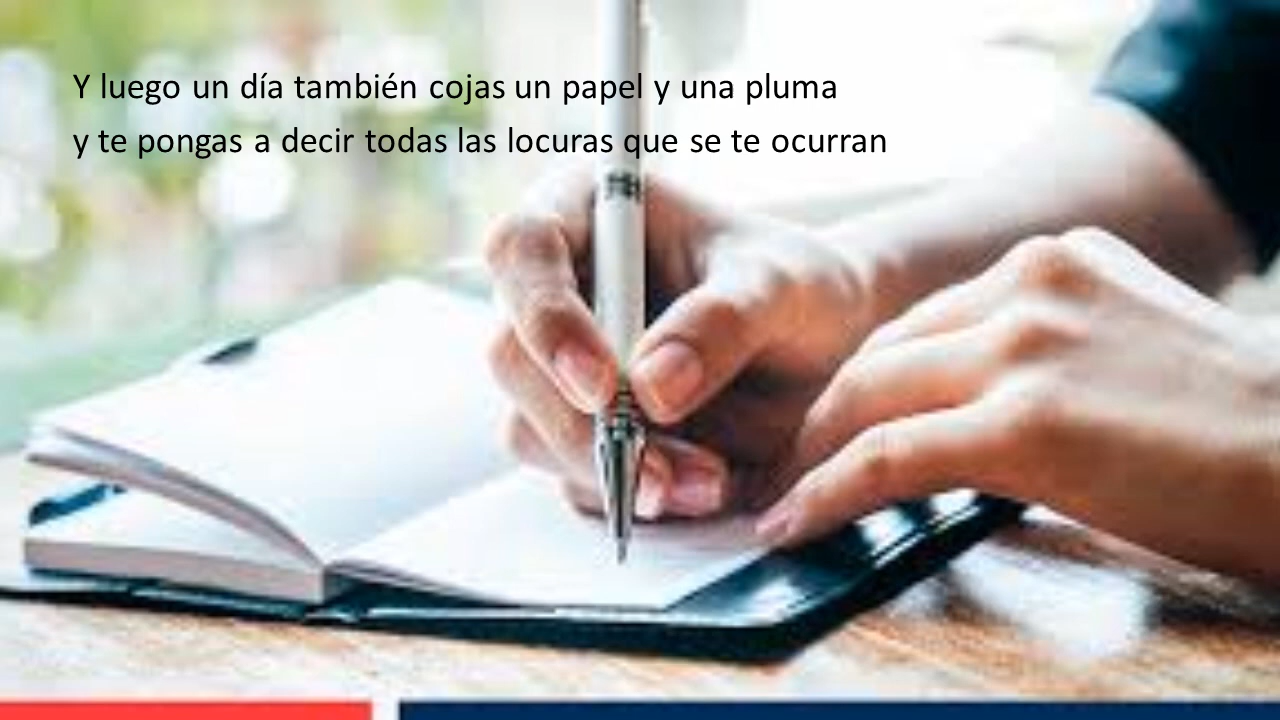 Y luego un día también cojas un papel y una pluma
y te pongas a decir todas las locuras que se te ocurran